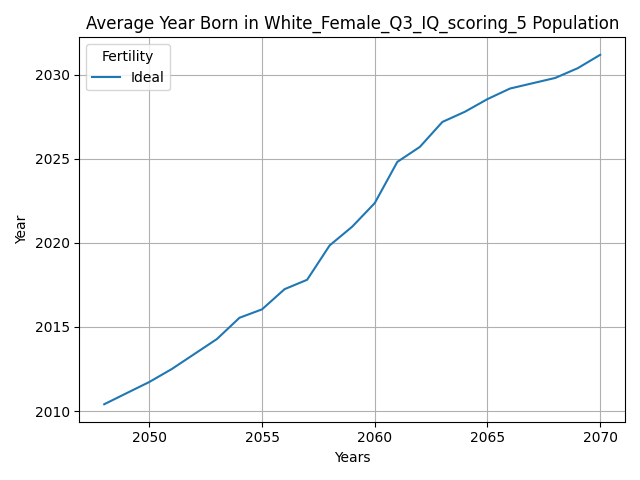 Average Year Born in White_Female_Q3_IQ_scoring_5 Population
Fertility
Ideal
Year
2030
2025
2020
2015
2010
2050 2055 2060 2065 2070
Years